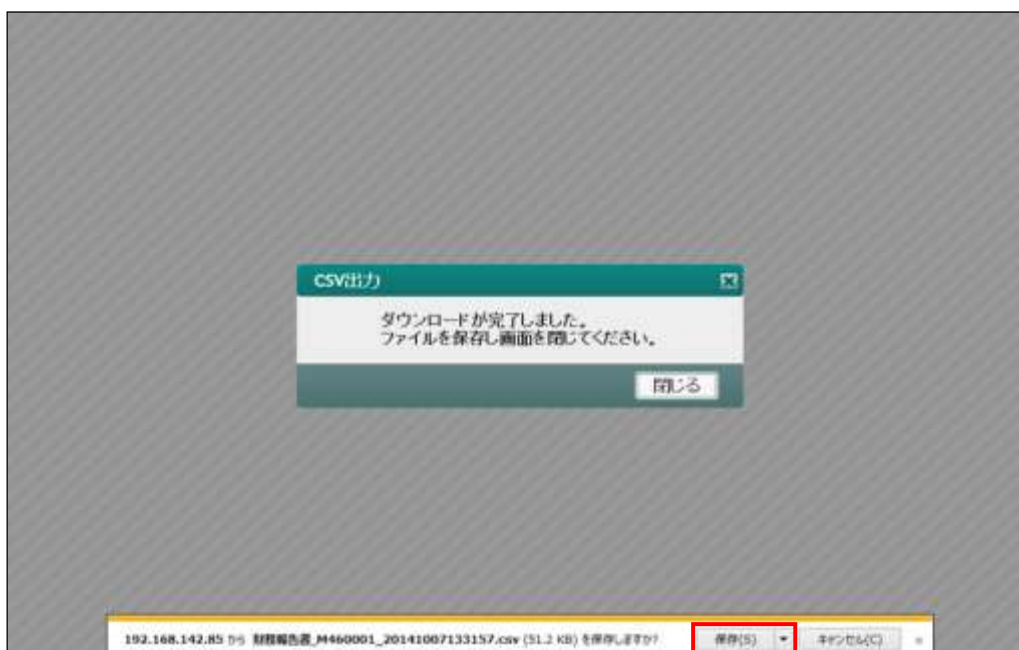 CSV出力
ダウンロードが完了しました。
ファイルを保存し画面を閉じてください。
閉じる
192.168.142.85 から 財務報告書_M460001_20141007133157.csv (51.2 KB) を保存しますか? 保存(S) キャンセル(C) ×